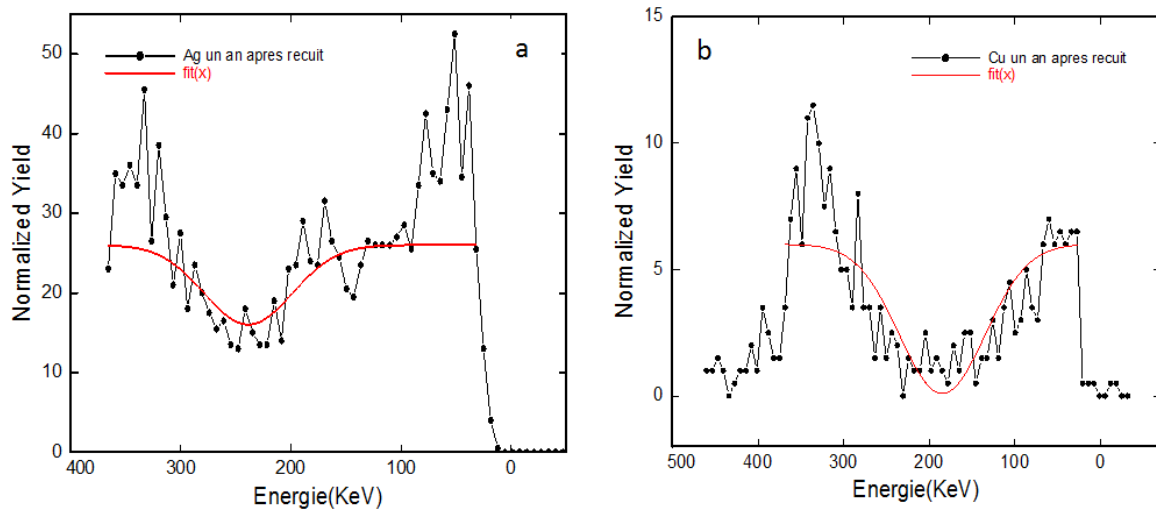 a
Ag un an apres recuit
fit(x)
50
40
30
20
10
0
Normalized Yield
400
300
200
100
0
Energie(KeV)
b
Cu un an apres recuit
fit(x)
15
10
5
0
Normalized Yield
500
400
300
200
100
0
Energie(KeV)